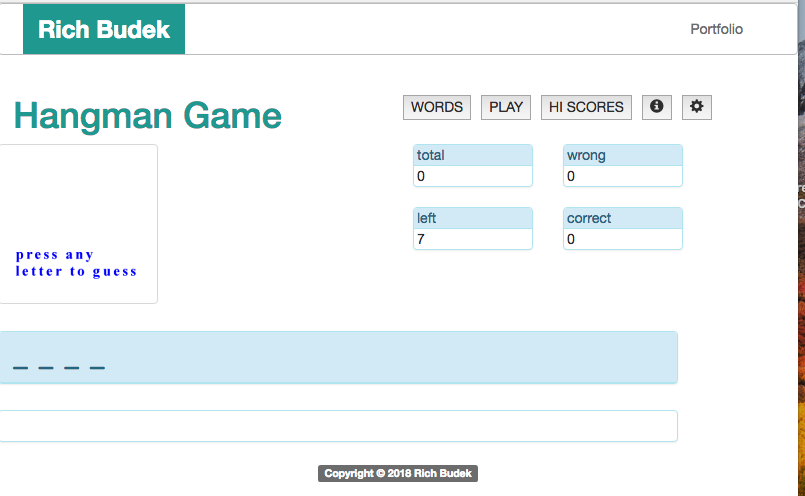 Rich Budek
Portfolio
Hangman Game
WORDS
PLAY
HI SCORES
total
0
wrong
0
left
7
correct
0
press any
letter to guess
_ _ _ _
Copyright © 2018 Rich Budek